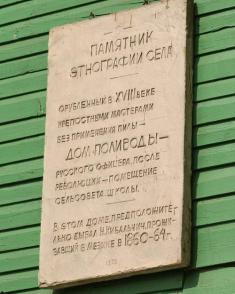 ПАМЯТНИК
ЭТНОГРАФИИ СЕЛА
СРУБЛЕННЫЙ В XVIII ВЕКЕ
КРЕПОСТНЫМИ МАСТЕРАМИ
БЕЗ ПРИМЕНЕНИЯ ПИЛЫ —
ДОМ ПОЛИВОДЫ —
РУССКОГО ОФИЦЕРА, ПОСЛЕ
РЕВОЛЮЦИИ — ПОМЕЩЕНИЕ
СЕЛЬСОВЕТА, ШКОЛЫ.
В ЭТОМ ДОМЕ, ПРЕДПОЛОЖИТЕ
ЛЬНО БЫВАЛ Н. КИБАЛЬЧИЧ, ПРОЖИ-
ВАВШИЙ В МЕЗИНЕ В 1860-64 г.